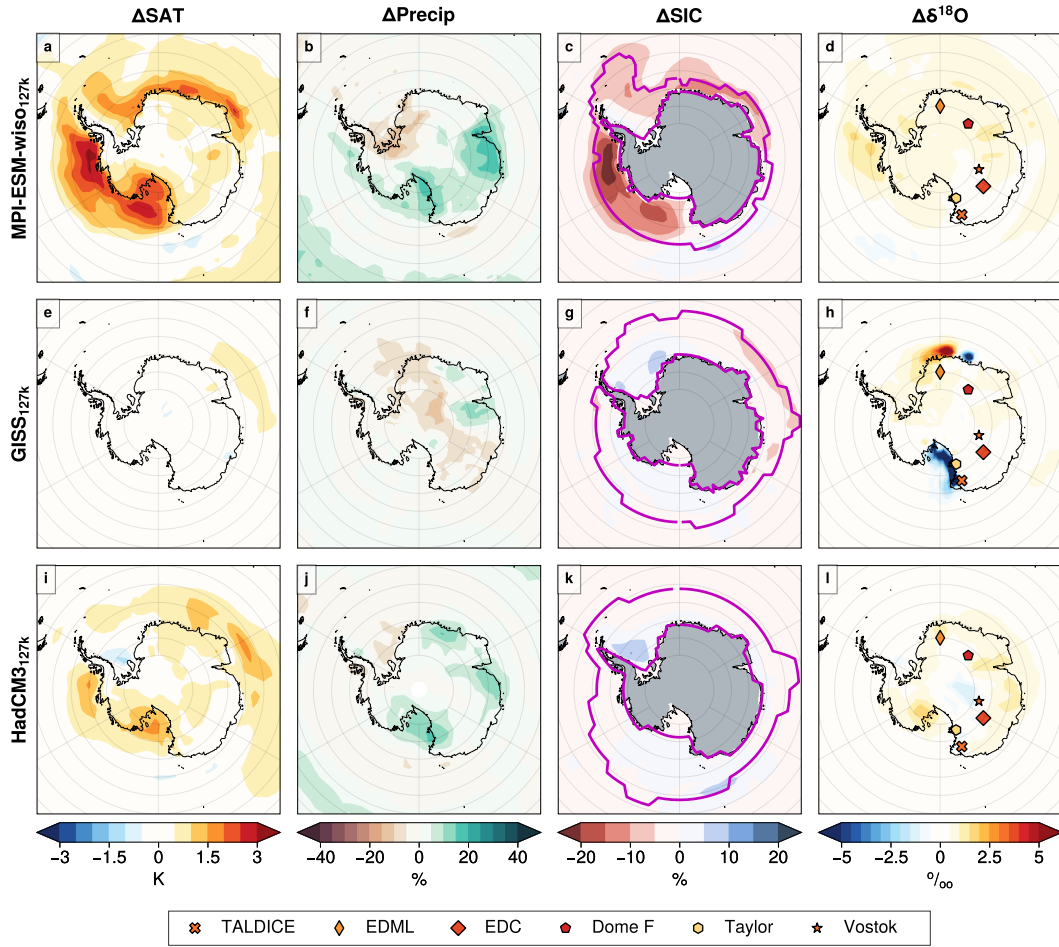 ΔSAT ΔPrecip ΔSIC Δδ¹⁸O
MPI-ESM-wiso₁₂₇ₖ
a b c d
GISS₁₂₇ₖ
e f g h
HadCM3₁₂₇ₖ
i j k l
−3 −1.5 0 1.5 3 −40 −20 0 20 40 −20 −10 0 10 20 −5 −2.5 0 2.5 5
K % % o/oo
TALDICE EDML EDC Dome F Taylor Vostok